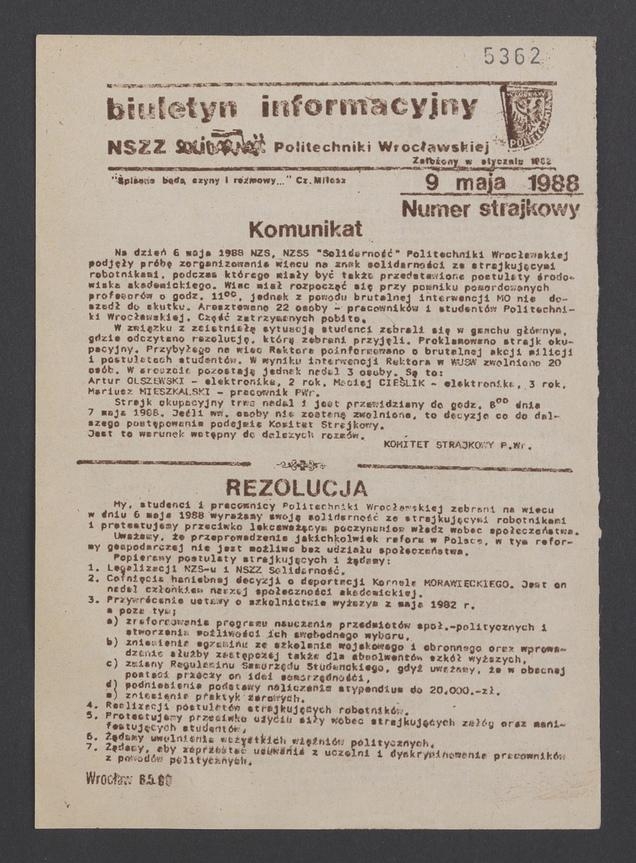 5362
biuletyn informacyjny
NSZZ Solidarność Politechniki Wrocławskiej
Założony w styczniu 1982
"Spisane będą czyny i rozmowy..." Cz.Miłosz
9 maja 1988
Numer strajkowy
Komunikat
Na dzień 6 maja 1988 NZS, NZSS "Solidarność" Politechniki Wrocławskiej
podjęły próbę zorganizowania wiecu na znak solidarności ze strajkującymi
robotnikami, podczas którego miały być także przedstawione postulaty środo-
wiska akademickiego. Wiec miał rozpocząć się przy pomniku pomordowanych
profesorów o godz. 11⁰⁰, jednak z powodu brutalnej interwencji MO nie do-
szedł do skutku. Aresztowano 22 osoby - pracowników i studentów Politechni-
ki Wrocławskiej. Część zatrzymanych pobito.
W związku z zaistniałą sytuacją studenci zebrali się w gmachu głównym,
gdzie odczytano rezolucję, którą zebrani przyjęli. Proklamowano strajk oku-
pacyjny. Przybyłego na wiec Rektora poinformowano o brutalnej akcji milicji
i postulatach studentów. W wyniku interwencji Rektora w WUSW zwolniono 20
osób. W areszcie pozostają jednak nadal 3 osoby. Są to:
Artur OLSZEWSKI - elektronika, 2 rok, Maciej CIEŚLIK - elektronika, 3 rok,
Mariusz MIESZKALSKI - pracownik PWr.
Strajk okupacyjny trwa nadal i jest przewidziany do godz. 8⁰⁰ dnia
7 maja 1988. Jeśli ww. osoby nie zostaną zwolnione, to decyzję co do dal-
szego postępowania podejmie Komitet Strajkowy.
Jest to warunek wstępny do dalszych rozmów.
KOMITET STRAJKOWY P.Wr.
REZOLUCJA
My, studenci i pracownicy Politechniki Wrocławskiej zebrani na wiecu
w dniu 6 maja 1988 wyrażamy swoją solidarność ze strajkującymi robotnikami
i protestujemy przeciwko lekceważącym poczynaniom władz wobec społeczeństwa.
Uważamy, że przeprowadzenie jakichkolwiek reform w Polsce, w tym refor-
my gospodarczej nie jest możliwe bez udziału społeczeństwa.
Popieramy postulaty strajkujących i żądamy:
1. Legalizacji NZS-u i NSZZ Solidarność.
2. Cofnięcia haniebnej decyzji o deportacji Kornela MORAWIECKIEGO. Jest on
nadal członkiem naszej społeczności akademickiej.
3. Przywrócenie ustawy o szkolnictwie wyższym z maja 1982 r.
a poza tym;
a) zreformowania programu nauczania przedmiotów społ.-politycznych i
stworzenia możliwości ich swobodnego wyboru,
b) zniesienia egzaminu ze szkolenia wojskowego i obronnego oraz wprowa-
dzenia służby zastępczej także dla absolwentów szkół wyższych,
c) zmiany Regulaminu Samorządu Studenckiego, gdyż uważamy, że w obecnej
postaci przeczy on idei samorządności,
d) podniesienia podstawy naliczania stypendium do 20.000.-zł.
e) zniesienia praktyk zerowych.
4. Realizacji postulatów strajkujących robotników.
5. Protestujemy przeciwko użyciu siły wobec strajkujących załóg oraz mani-
festujących studentów,
6. Żądamy uwolnienia wszystkich więźniów politycznych.
7. Żądamy, aby zaprzestać usuwania z uczelni i dyskryminowania pracowników
z powodów politycznych.
Wrocław 6.5.88